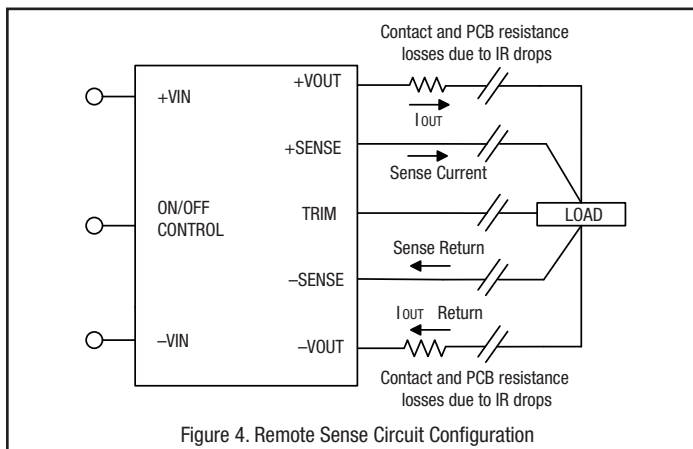 Contact and PCB resistance
losses due to IR drops
+VOUT
+VIN
IOUT
+SENSE
Sense Current
ON/OFF
CONTROL
TRIM
LOAD
Sense Return
–SENSE
IOUT Return
–VIN
–VOUT
Contact and PCB resistance
losses due to IR drops
Figure 4. Remote Sense Circuit Configuration